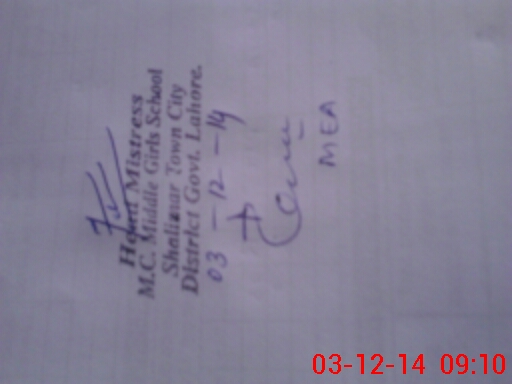 Head Mistress
M.C. Middle Girls School
Shalimar Town City
District Govt. Lahore.
03-12-14
MEA
03-12-14 09:10